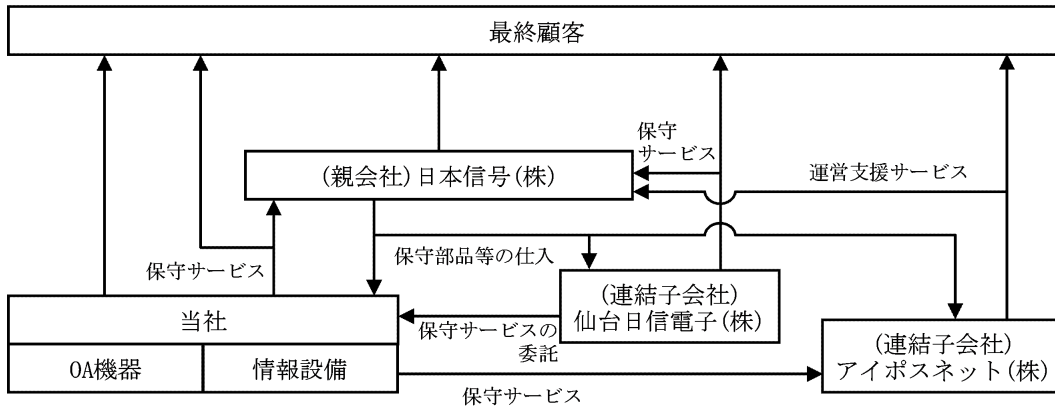 最終顧客
保守
サービス
(親会社)日本信号(株)
運営支援サービス
保守部品等の仕入
保守サービス
(連結子会社)
仙台日信電子(株)
当社
保守サービスの
委託
(連結子会社)
アイポスネット(株)
OA機器
情報設備
保守サービス